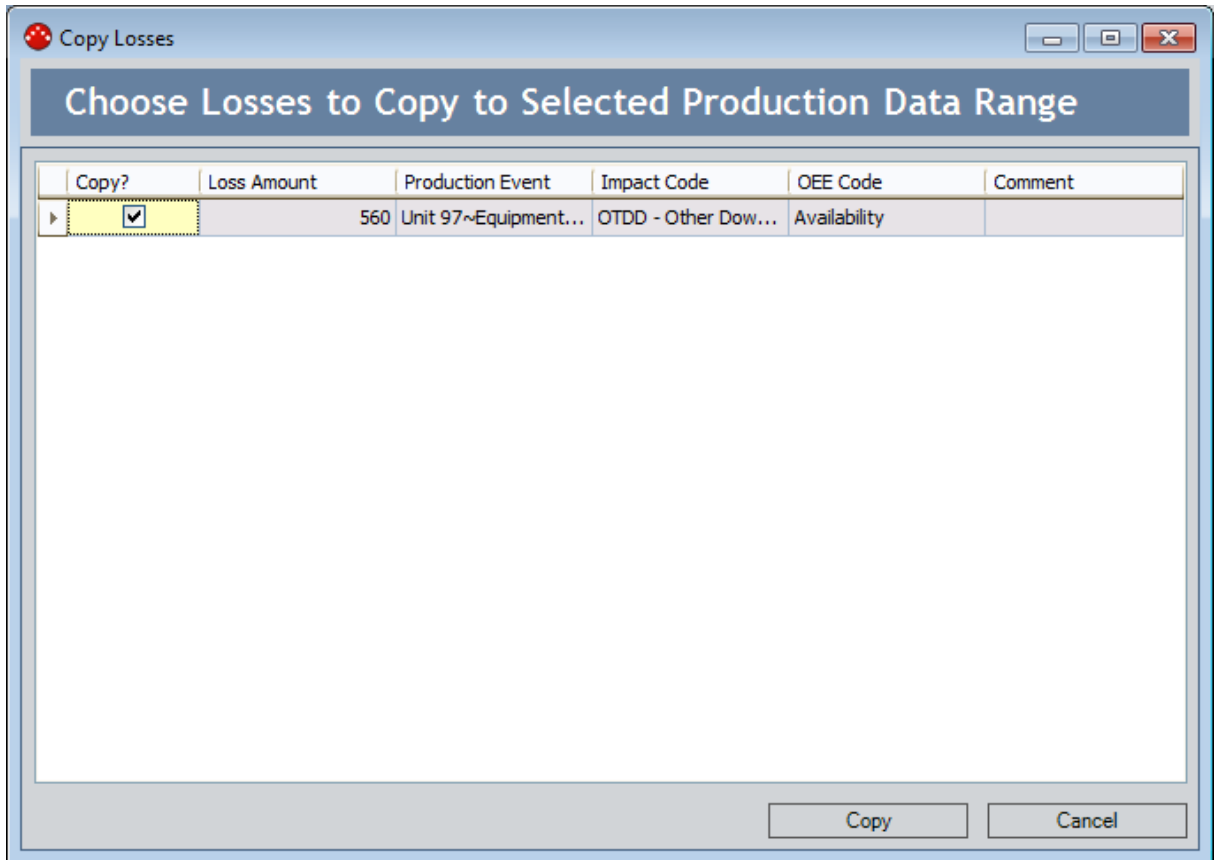 Copy Losses
Choose Losses to Copy to Selected Production Data Range
Copy? Loss Amount Production Event Impact Code OEE Code Comment
560 Unit 97~Equipment... OTDD - Other Dow... Availability
Copy Cancel